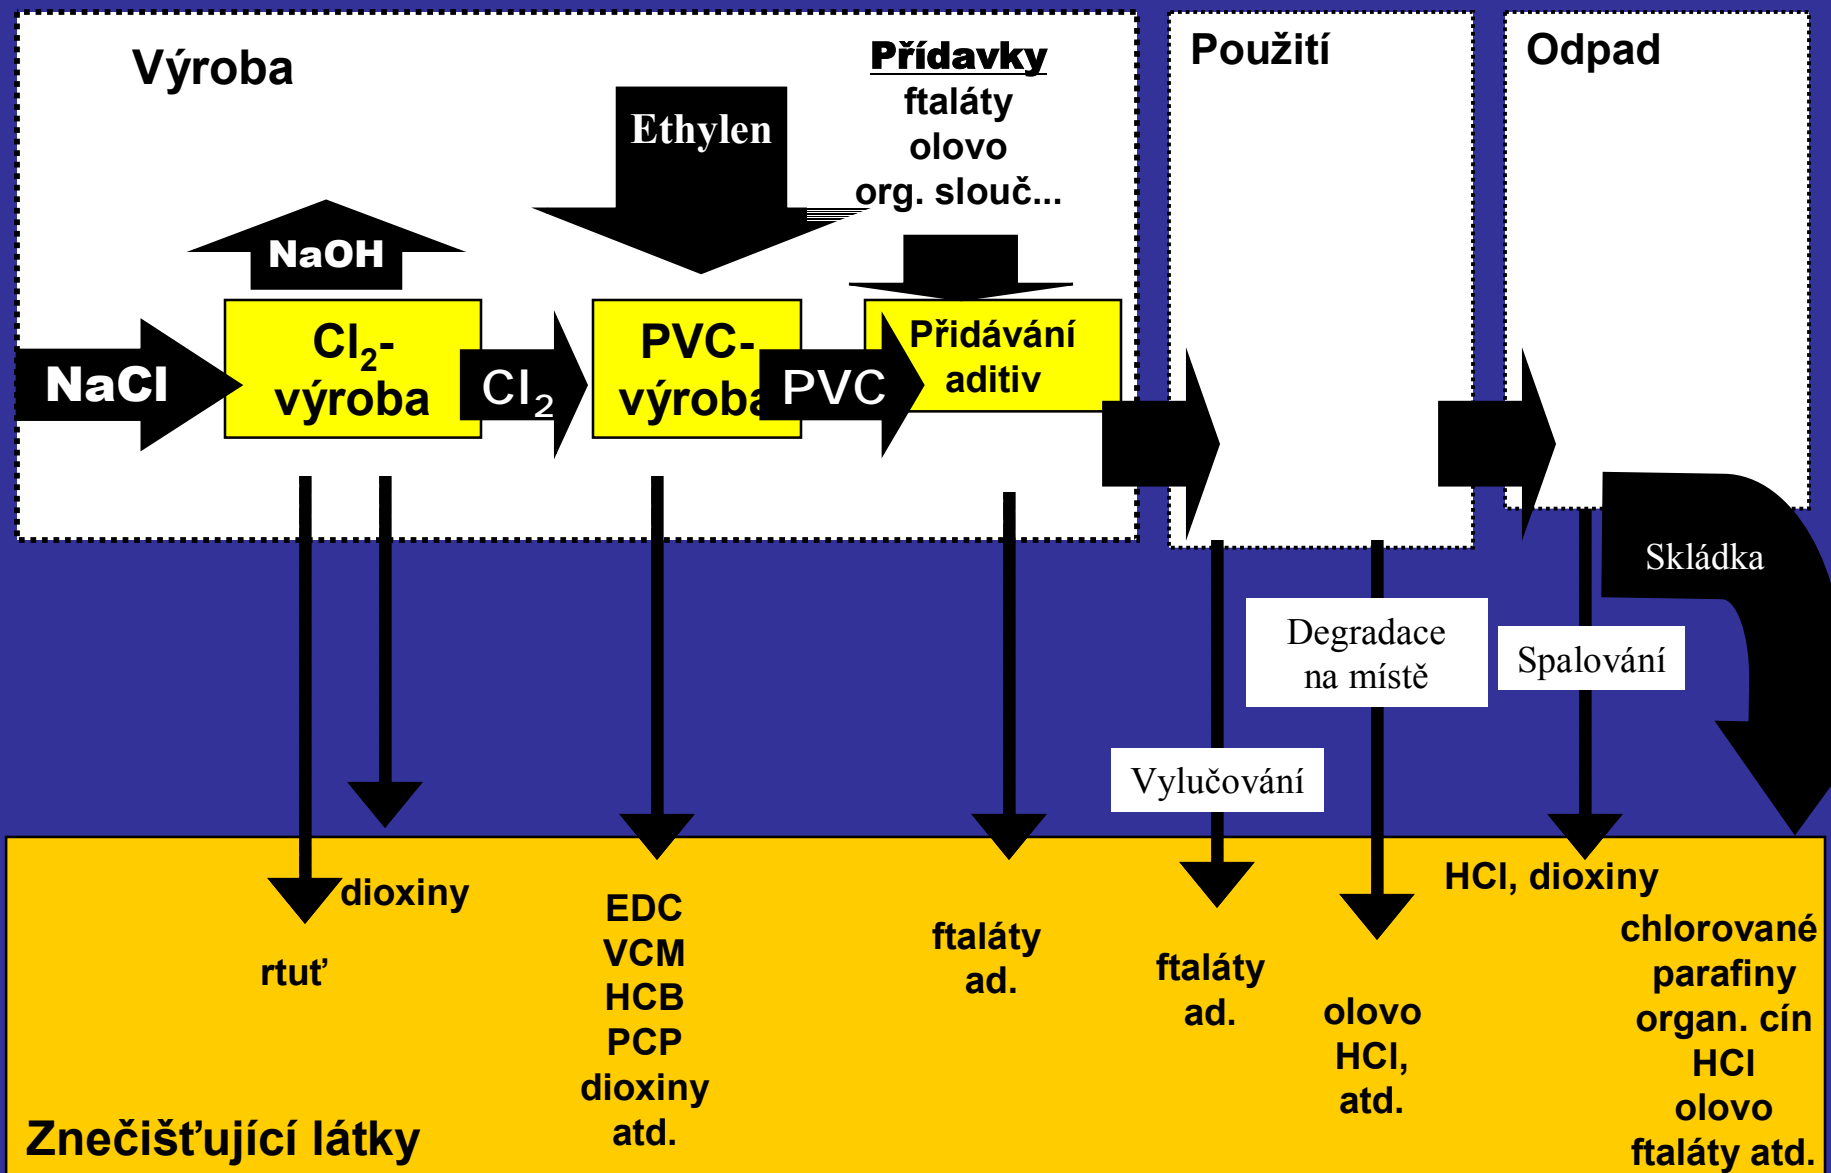 Výroba
Přídavky
ftaláty
olovo
org. slouč...
Použití
Odpad
Ethylen
NaOH
NaCl
Cl₂-
výroba
Cl₂
PVC-
výroba
PVC
Přidávání
aditiv
Skládka
Degradace
na místě
Spalování
Vylučování
dioxiny
rtuť
EDC
VCM
HCB
PCP
dioxiny
atd.
ftaláty
ad.
ftaláty
ad.
olovo
HCl,
atd.
HCl, dioxiny
chlorované
parafiny
organ. cín
HCl
olovo
ftaláty atd.
Znečišťující látky